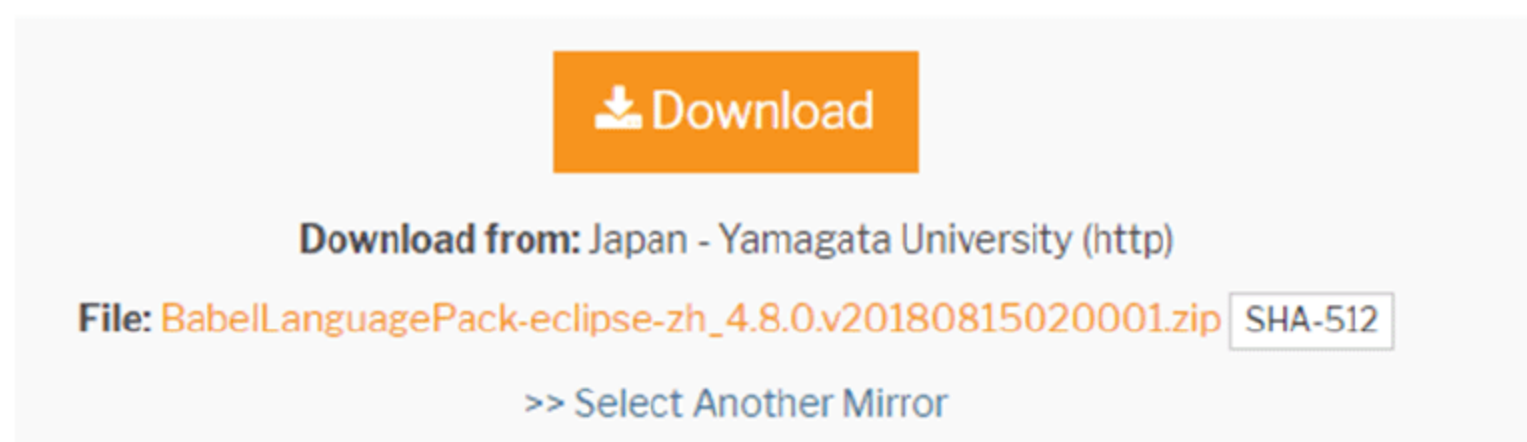 Download
Download from: Japan - Yamagata University (http)
File: BabelLanguagePack-eclipse-zh_4.8.0.v20180815020001.zip SHA-512
>> Select Another Mirror